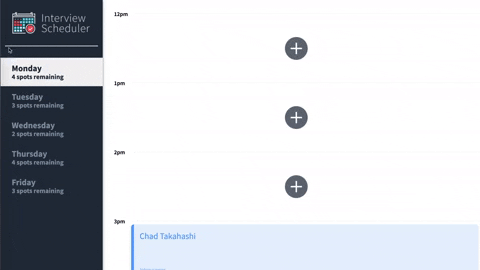 Interview
Scheduler
Monday
4 spots remaining
Tuesday
3 spots remaining
Wednesday
2 spots remaining
Thursday
4 spots remaining
Friday
3 spots remaining
12pm
1pm
2pm
3pm
Chad Takahashi